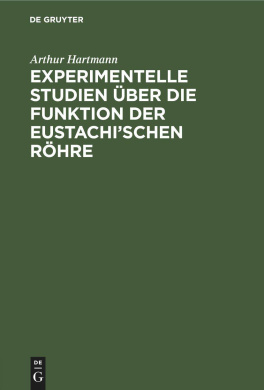 DE GRUYTER
Arthur Hartmann
EXPERIMENTELLE
STUDIEN ÜBER DIE
FUNKTION DER
EUSTACHI’SCHEN
RÖHRE
DE
G